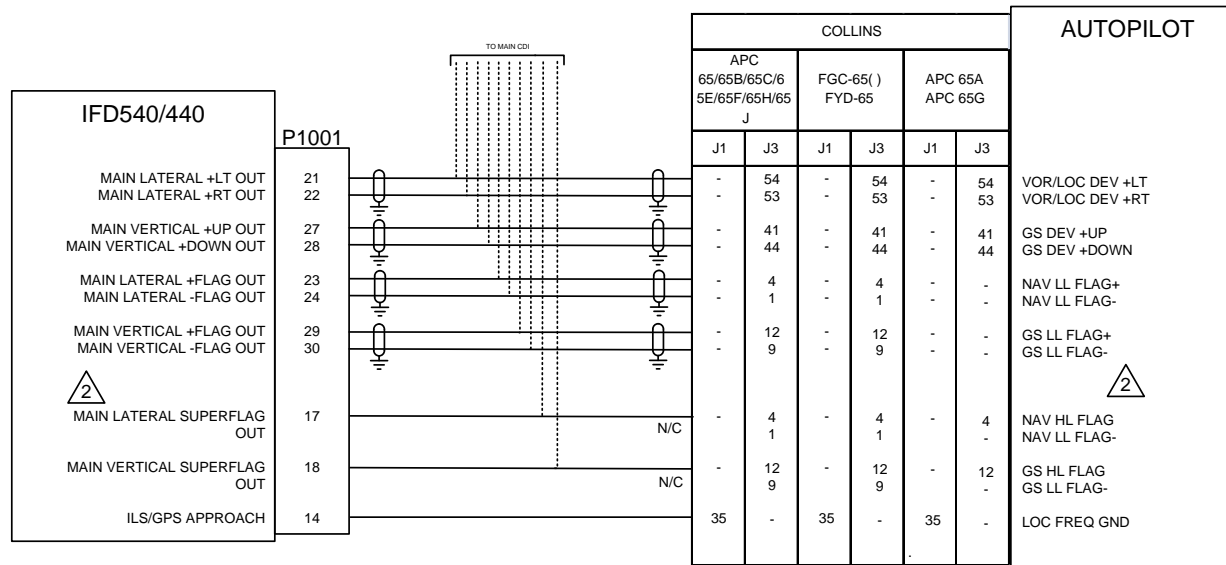 COLLINS
AUTOPILOT
TO MAIN CDI
APC
65/65B/65C/6
5E/65F/65H/65
J
FGC-65( )
FYD-65
APC 65A
APC 65G
IFD540/440
P1001
J1 J3 J1 J3 J1 J3
MAIN LATERAL +LT OUT 21 - 54 - 54 - 54 VOR/LOC DEV +LT
MAIN LATERAL +RT OUT 22 53 53 53 VOR/LOC DEV +RT
MAIN VERTICAL +UP OUT 27 - 41 - 41 - 41 GS DEV +UP
MAIN VERTICAL +DOWN OUT 28 44 44 44 GS DEV +DOWN
MAIN LATERAL +FLAG OUT 23 - 4 - 4 - - NAV LL FLAG+
MAIN LATERAL -FLAG OUT 24 - 1 - 1 - - NAV LL FLAG-
MAIN VERTICAL +FLAG OUT 29 - 12 - 12 - - GS LL FLAG+
MAIN VERTICAL -FLAG OUT 30 - 9 - 9 - - GS LL FLAG-
2 2
MAIN LATERAL SUPERFLAG 17 - 4 - 4 - 4 NAV HL FLAG
OUT N/C 1 1 - NAV LL FLAG-
MAIN VERTICAL SUPERFLAG 18 - 12 - 12 - 12 GS HL FLAG
OUT N/C 9 9 - GS LL FLAG-
ILS/GPS APPROACH 14 35 - 35 - 35 - LOC FREQ GND
.